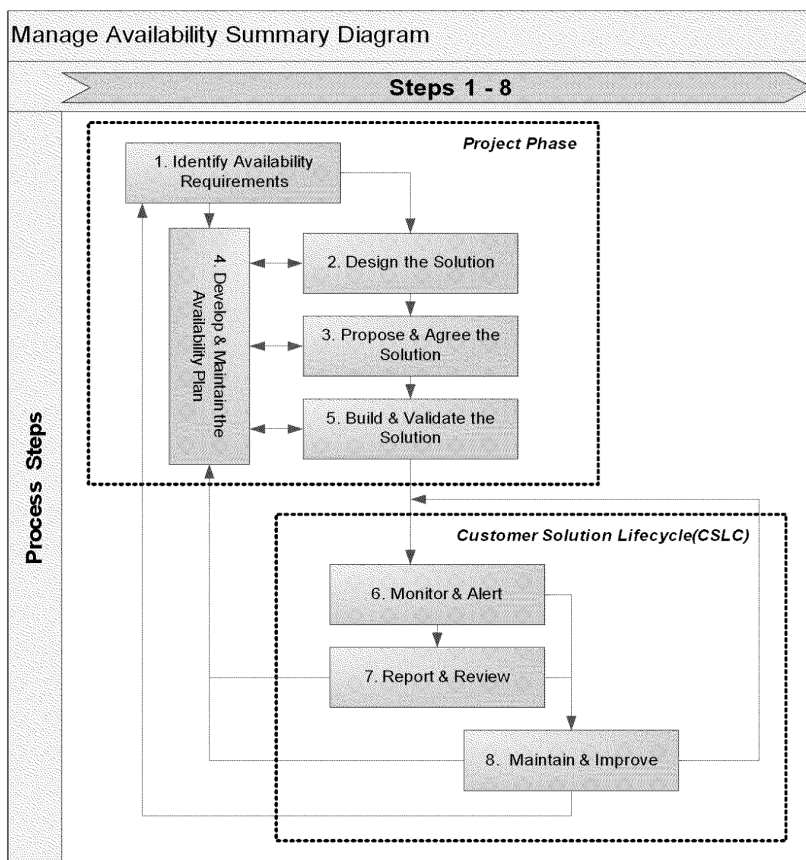 Manage Availability Summary Diagram
Steps 1 - 8
Process Steps
Project Phase
1. Identify Availability
Requirements
2. Design the Solution
4. Develop & Maintain the
Availability Plan
3. Propose & Agree the
Solution
5. Build & Validate the
Solution
Customer Solution Lifecycle(CSLC)
6. Monitor & Alert
7. Report & Review
8. Maintain & Improve